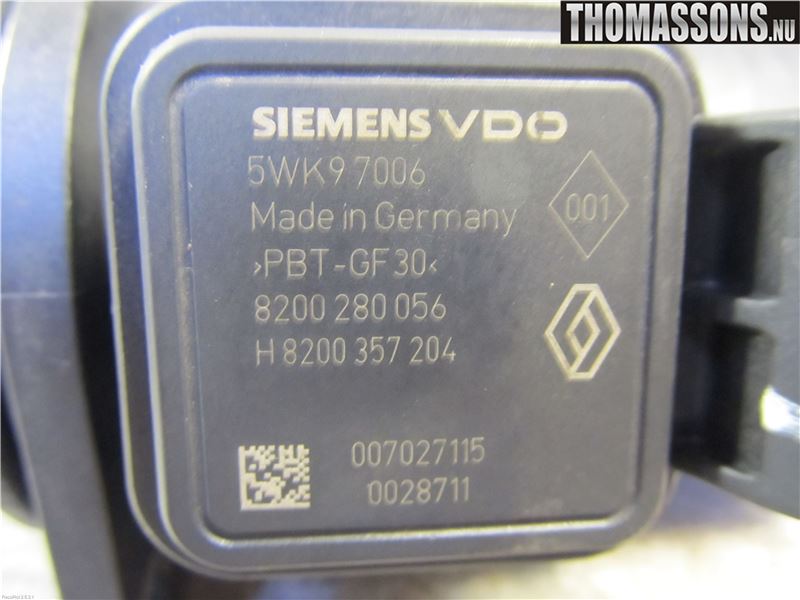 THOMASSONS.NU
SIEMENS VDO
5WK9 7006
Made in Germany
001
›PBT-GF30‹
8200 280 056
H 8200 357 204
007027115
0028711